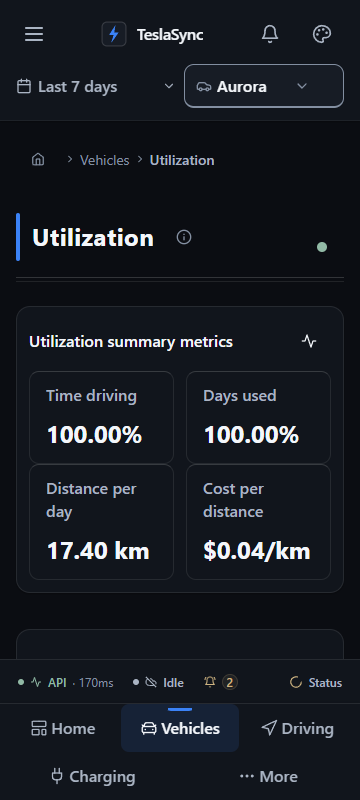 TeslaSync
Last 7 days
Aurora
Vehicles
Utilization
Utilization
Utilization summary metrics
Time driving
100.00%
Days used
100.00%
Distance per
day
17.40 km
Cost per
distance
$0.04/km
API · 170ms
Idle
2
Status
Home
Vehicles
Driving
Charging
More